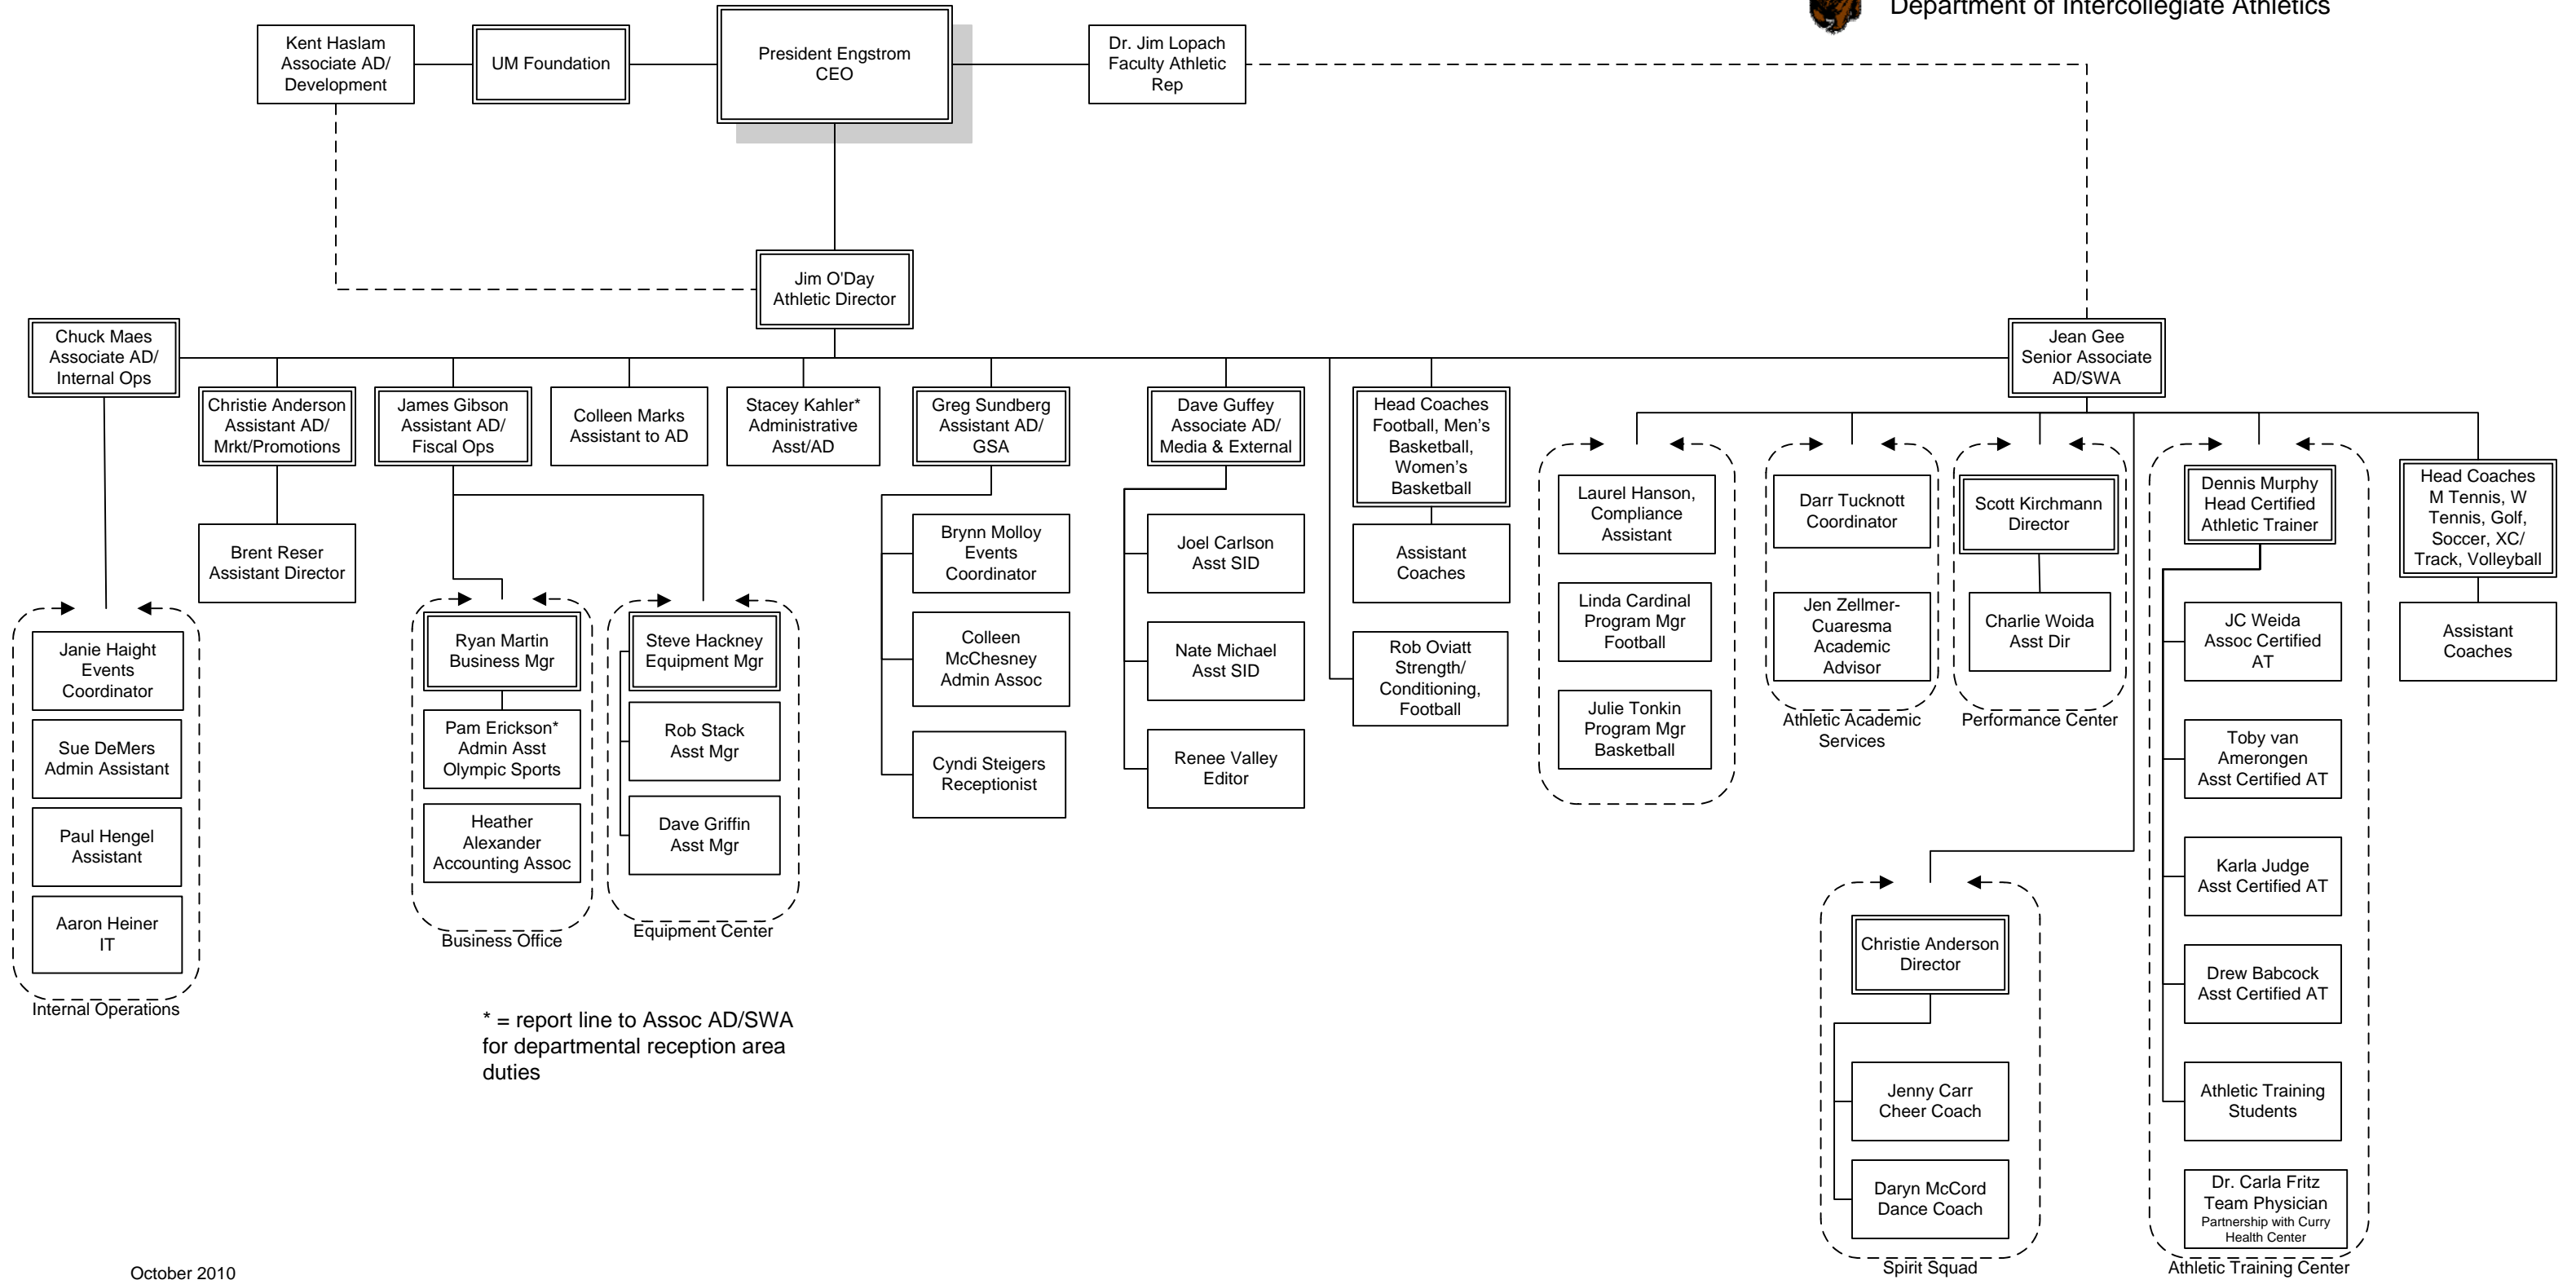 Department of Intercollegiate Athletics
Kent Haslam
Associate AD/
Development
UM Foundation
President Engstrom
CEO
Dr. Jim Lopach
Faculty Athletic
Rep
Jim O'Day
Athletic Director
Chuck Maes
Associate AD/
Internal Ops
Jean Gee
Senior Associate
AD/SWA
Christie Anderson
Assistant AD/
Mrkt/Promotions
James Gibson
Assistant AD/
Fiscal Ops
Colleen Marks
Assistant to AD
Stacey Kahler*
Administrative
Asst/AD
Greg Sundberg
Assistant AD/
GSA
Dave Guffey
Associate AD/
Media & External
Head Coaches
Football, Men's
Basketball,
Women's
Basketball
Brent Reser
Assistant Director
Brynn Molloy
Events
Coordinator
Colleen
McChesney
Admin Assoc
Cyndi Steigers
Receptionist
Joel Carlson
Asst SID
Nate Michael
Asst SID
Renee Valley
Editor
Assistant
Coaches
Rob Oviatt
Strength/
Conditioning,
Football
Laurel Hanson,
Compliance
Assistant
Linda Cardinal
Program Mgr
Football
Julie Tonkin
Program Mgr
Basketball
Darr Tucknott
Coordinator
Jen Zellmer-
Cuaresma
Academic
Advisor
Athletic Academic
Services
Scott Kirchmann
Director
Charlie Woida
Asst Dir
Performance Center
Dennis Murphy
Head Certified
Athletic Trainer
JC Weida
Assoc Certified
AT
Toby van
Amerongen
Asst Certified AT
Karla Judge
Asst Certified AT
Drew Babcock
Asst Certified AT
Athletic Training
Students
Dr. Carla Fritz
Team Physician
Partnership with Curry
Health Center
Athletic Training Center
Head Coaches
M Tennis, W
Tennis, Golf,
Soccer, XC/
Track, Volleyball
Assistant
Coaches
Janie Haight
Events
Coordinator
Sue DeMers
Admin Assistant
Paul Hengel
Assistant
Aaron Heiner
IT
Internal Operations
Ryan Martin
Business Mgr
Pam Erickson*
Admin Asst
Olympic Sports
Heather
Alexander
Accounting Assoc
Business Office
Steve Hackney
Equipment Mgr
Rob Stack
Asst Mgr
Dave Griffin
Asst Mgr
Equipment Center
Christie Anderson
Director
Jenny Carr
Cheer Coach
Daryn McCord
Dance Coach
Spirit Squad
* = report line to Assoc AD/SWA
for departmental reception area
duties
October 2010